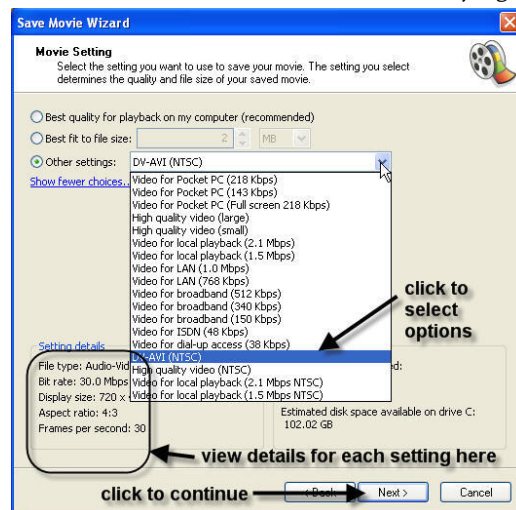 Save Movie Wizard
Movie Setting
Select the setting you want to use to save your movie. The setting you select
determines the quality and file size of your saved movie.
Best quality for playback on my computer (recommended)
Best fit to file size: 2 MB
Other settings: DV-AVI (NTSC)
Show fewer choices..
Video for Pocket PC (218 Kbps)
Video for Pocket PC (143 Kbps)
Video for Pocket PC (Full screen 218 Kbps)
High quality video (large)
High quality video (small)
Video for local playback (2.1 Mbps)
Video for local playback (1.5 Mbps)
Video for LAN (1.0 Mbps)
Video for LAN (768 Kbps)
Video for broadband (512 Kbps)
Video for broadband (340 Kbps)
Video for broadband (150 Kbps)
Video for ISDN (48 Kbps)
Video for dial-up access (38 Kbps)
DV-AVI (NTSC)
High quality video (NTSC)
Video for local playback (2.1 Mbps NTSC)
Video for local playback (1.5 Mbps NTSC)
click to
select
options
Setting details
File type: Audio-Vid
Bit rate: 30.0 Mbps
Display size: 720 x
Aspect ratio: 4:3
Frames per second: 30
ed:
Estimated disk space available on drive C:
102.02 GB
view details for each setting here
click to continue
< Back Next > Cancel